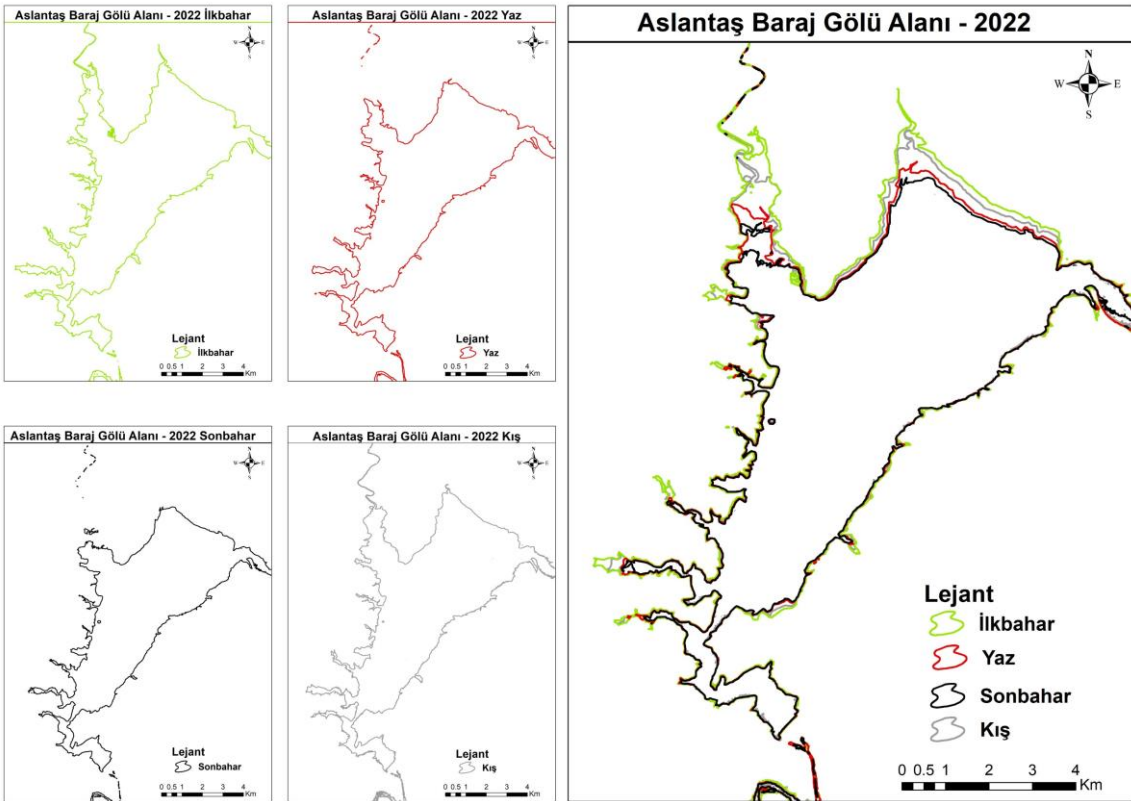 Aslantaş Baraj Gölü Alanı - 2022 İlkbahar
N
W E
S
Lejant
İlkbahar
0 0.5 1 2 3 4
Km
Aslantaş Baraj Gölü Alanı - 2022 Yaz
N
W E
S
Lejant
Yaz
0 0.5 1 2 3 4
Km
Aslantaş Baraj Gölü Alanı - 2022 Sonbahar
N
W E
S
Lejant
Sonbahar
0 0.5 1 2 3 4
Km
Aslantaş Baraj Gölü Alanı - 2022 Kış
N
W E
S
Lejant
Kış
0 0.5 1 2 3 4
Km
Aslantaş Baraj Gölü Alanı - 2022
N
W E
S
Lejant
İlkbahar
Yaz
Sonbahar
Kış
0 0.5 1 2 3 4
Km